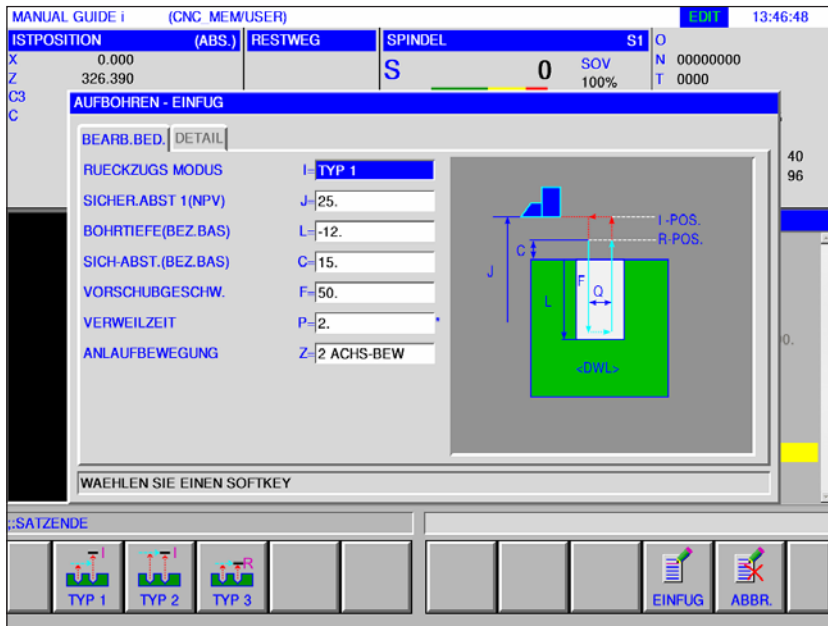 MANUAL GUIDE i (CNC_MEM/USER) EDIT 13:46:48
ISTPOSITION (ABS.) RESTWEG SPINDEL S1 O
X 0.000 S 0 SOV N 00000000
Z 326.390 100% T 0000
C3
C
AUFBOHREN - EINFUG
BEARB.BED. DETAIL
RUECKZUGS MODUS I= TYP 1
SICHER.ABST 1(NPV) J= 25.
BOHRTIEFE(BEZ.BAS) L= -12.
SICH-ABST.(BEZ.BAS) C= 15.
VORSCHUBGESCHW. F= 50.
VERWEILZEIT P= 2. *
ANLAUFBEWEGUNG Z= 2 ACHS-BEW
I -POS.
R-POS.
C
J
F
Q
L
<DWL>
40
96
0.
WAEHLEN SIE EINEN SOFTKEY
;:SATZENDE
I I R
TYP 1 TYP 2 TYP 3 EINFUG ABBR.